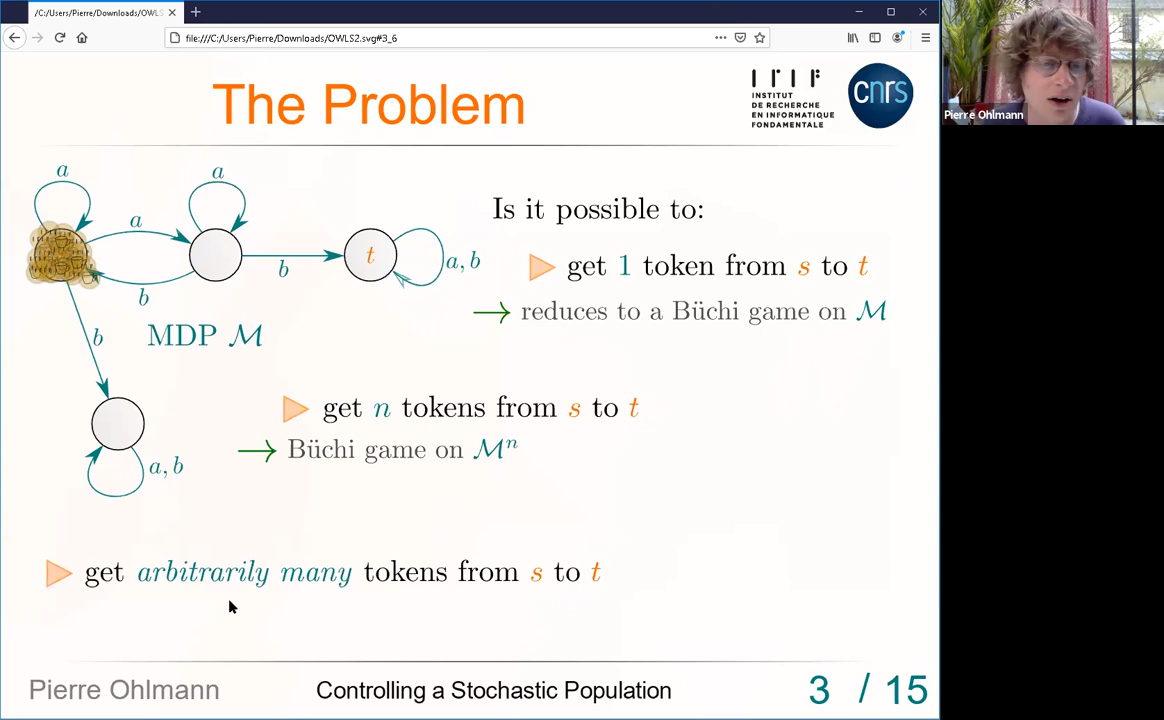 /C:/Users/Pierre/Downloads/OWLS
file:///C:/Users/Pierre/Downloads/OWLS2.svg#3_6
The Problem
INSTITUT
DE RECHERCHE
EN INFORMATIQUE
FONDAMENTALE
cnrs
Pierre Ohlmann
a
a
a
b
b
t
a, b
b
MDP ℳ
a, b
Is it possible to:
get 1 token from s to t
→ reduces to a Büchi game on ℳ
get n tokens from s to t
→ Büchi game on ℳⁿ
get arbitrarily many tokens from s to t
Pierre Ohlmann
Controlling a Stochastic Population
3 / 15